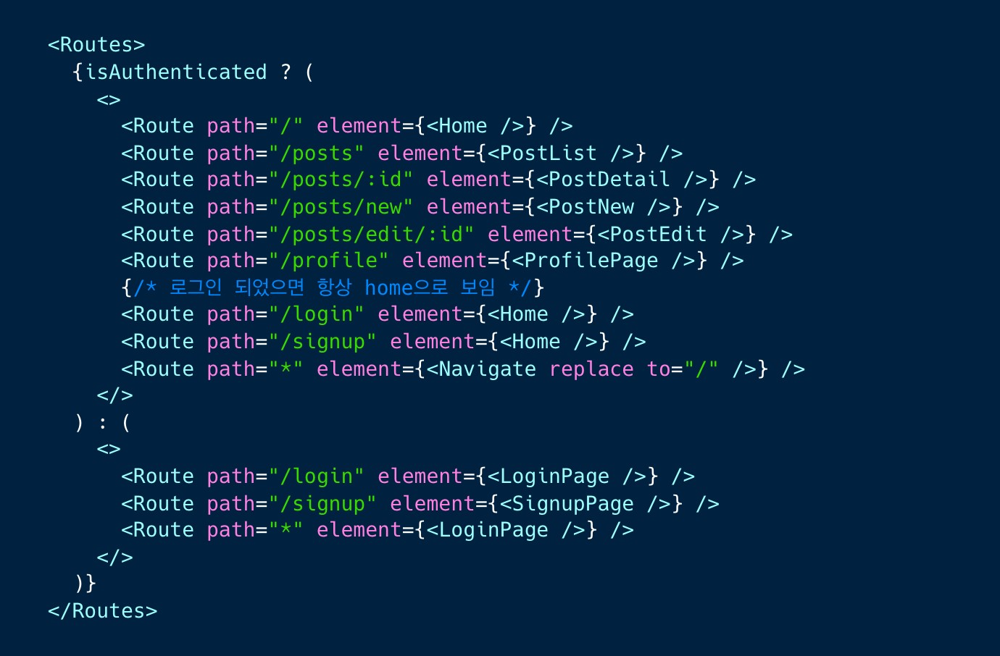 <Routes>
  {isAuthenticated ? (
    <>
      <Route path="/" element={<Home />} />
      <Route path="/posts" element={<PostList />} />
      <Route path="/posts/:id" element={<PostDetail />} />
      <Route path="/posts/new" element={<PostNew />} />
      <Route path="/posts/edit/:id" element={<PostEdit />} />
      <Route path="/profile" element={<ProfilePage />} />
      {/* 로그인 되었으면 항상 home으로 보임 */}
      <Route path="/login" element={<Home />} />
      <Route path="/signup" element={<Home />} />
      <Route path="*" element={<Navigate replace to="/" />} />
    </>
  ) : (
    <>
      <Route path="/login" element={<LoginPage />} />
      <Route path="/signup" element={<SignupPage />} />
      <Route path="*" element={<LoginPage />} />
    </>
  )}
</Routes>